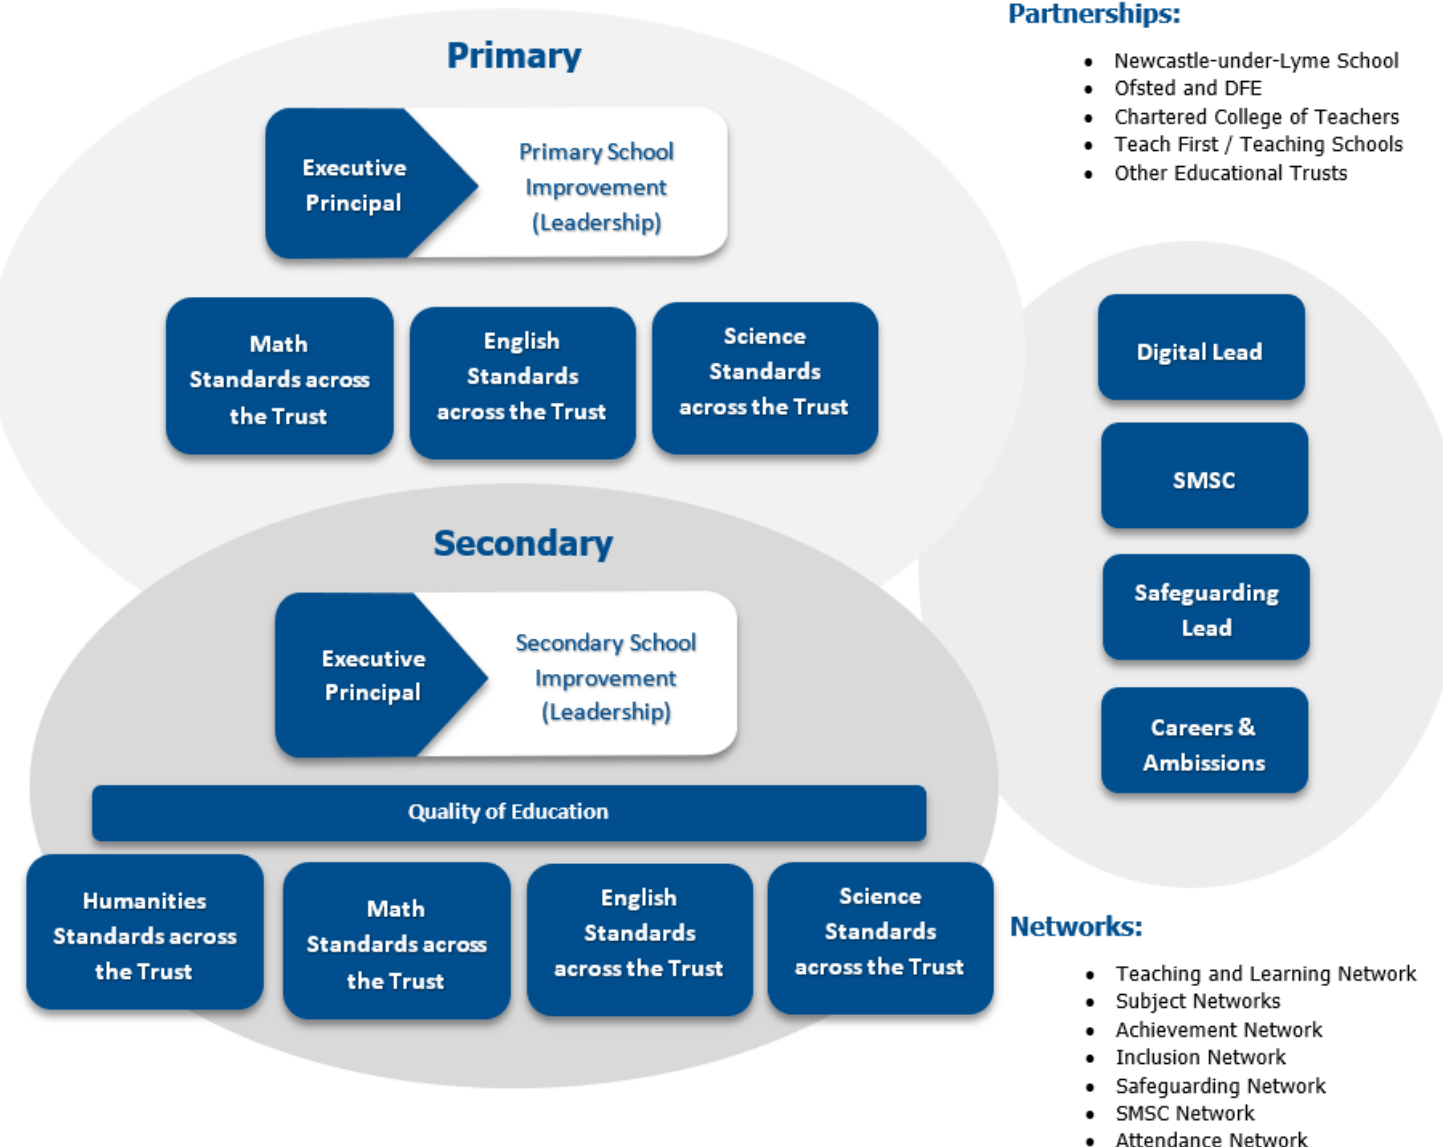 Primary
Executive
Principal
Primary School
Improvement
(Leadership)
Math
Standards across
the Trust
English
Standards
across the Trust
Science
Standards
across the Trust
Secondary
Executive
Principal
Secondary School
Improvement
(Leadership)
Quality of Education
Humanities
Standards across
the Trust
Math
Standards across
the Trust
English
Standards
across the Trust
Science
Standards
across the Trust
Partnerships:
• Newcastle-under-Lyme School
• Ofsted and DFE
• Chartered College of Teachers
• Teach First / Teaching Schools
• Other Educational Trusts
Digital Lead
SMSC
Safeguarding
Lead
Careers &
Ambissions
Networks:
• Teaching and Learning Network
• Subject Networks
• Achievement Network
• Inclusion Network
• Safeguarding Network
• SMSC Network
• Attendance Network